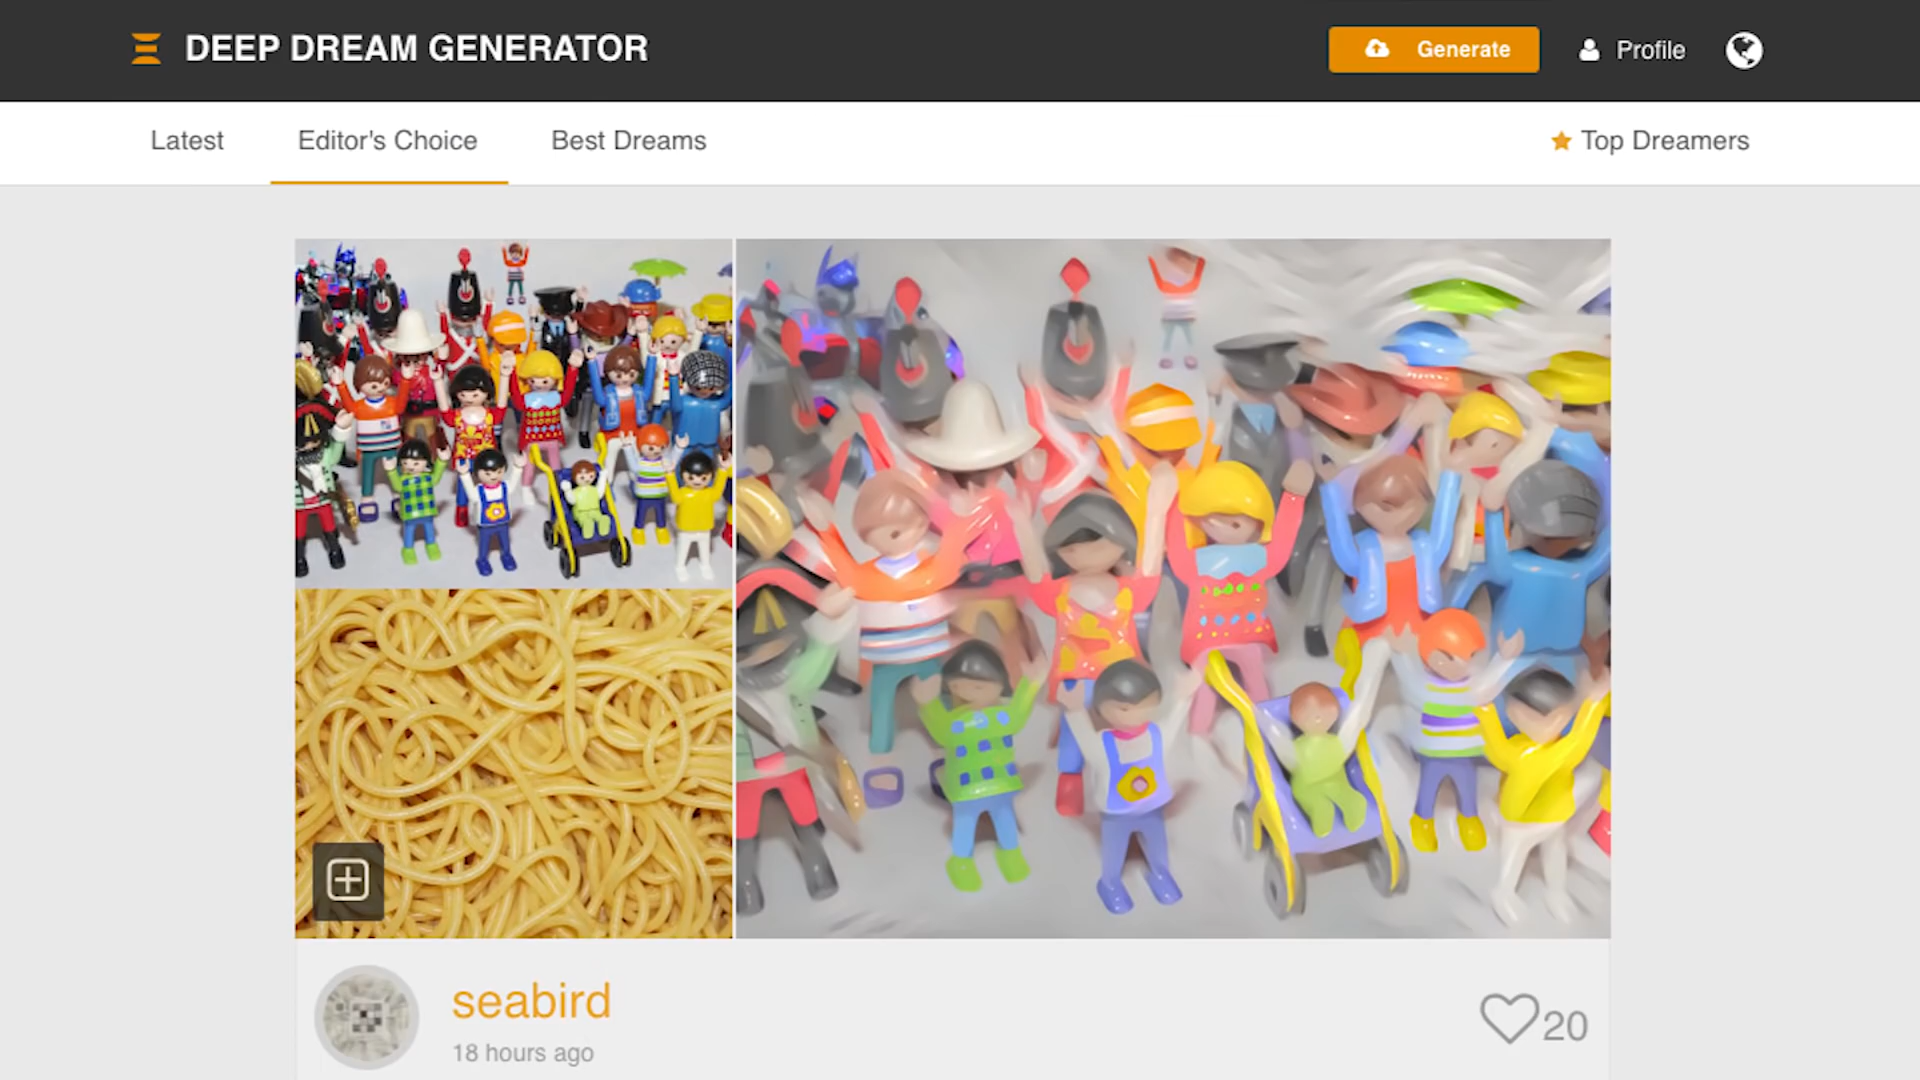 DEEP DREAM GENERATOR
Generate
Profile
Latest
Editor's Choice
Best Dreams
Top Dreamers
seabird
18 hours ago
20